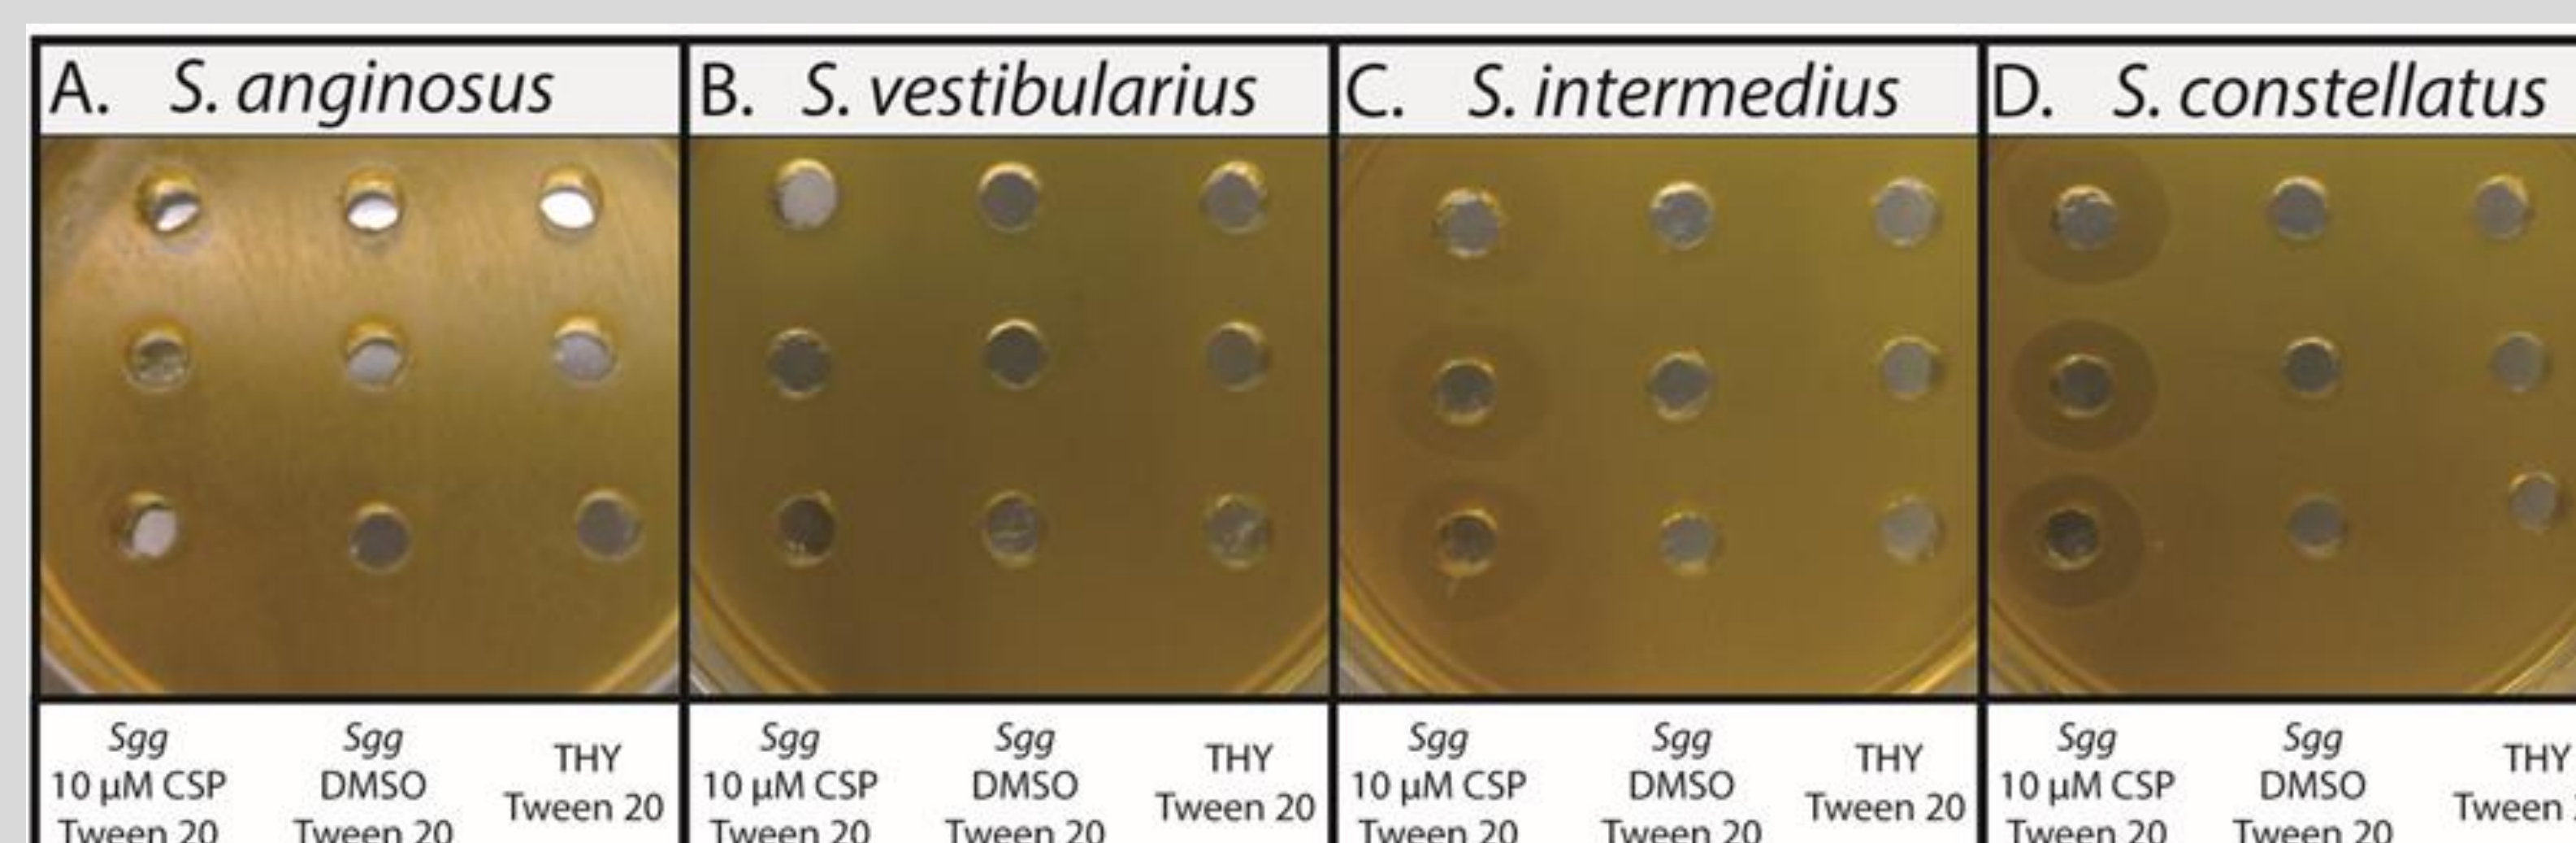 A. S. anginosus
B. S. vestibularius
C. S. intermedius
D. S. constellatus
Sgg
10 µM CSP
Tween 20
Sgg
DMSO
Tween 20
THY
Tween 20
Sgg
10 µM CSP
Tween 20
Sgg
DMSO
Tween 20
THY
Tween 20
Sgg
10 µM CSP
Tween 20
Sgg
DMSO
Tween 20
THY
Tween 20
Sgg
10 µM CSP
Tween 20
Sgg
DMSO
Tween 20
THY
Tween